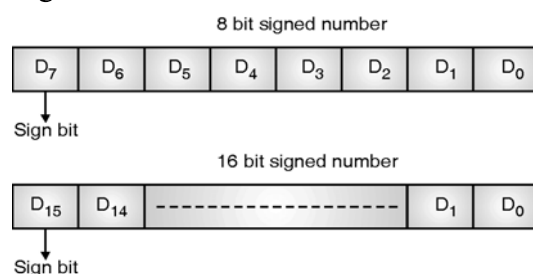 8 bit signed number
D₇ D₆ D₅ D₄ D₃ D₂ D₁ D₀
Sign bit
16 bit signed number
D₁₅ D₁₄ D₁ D₀
Sign bit